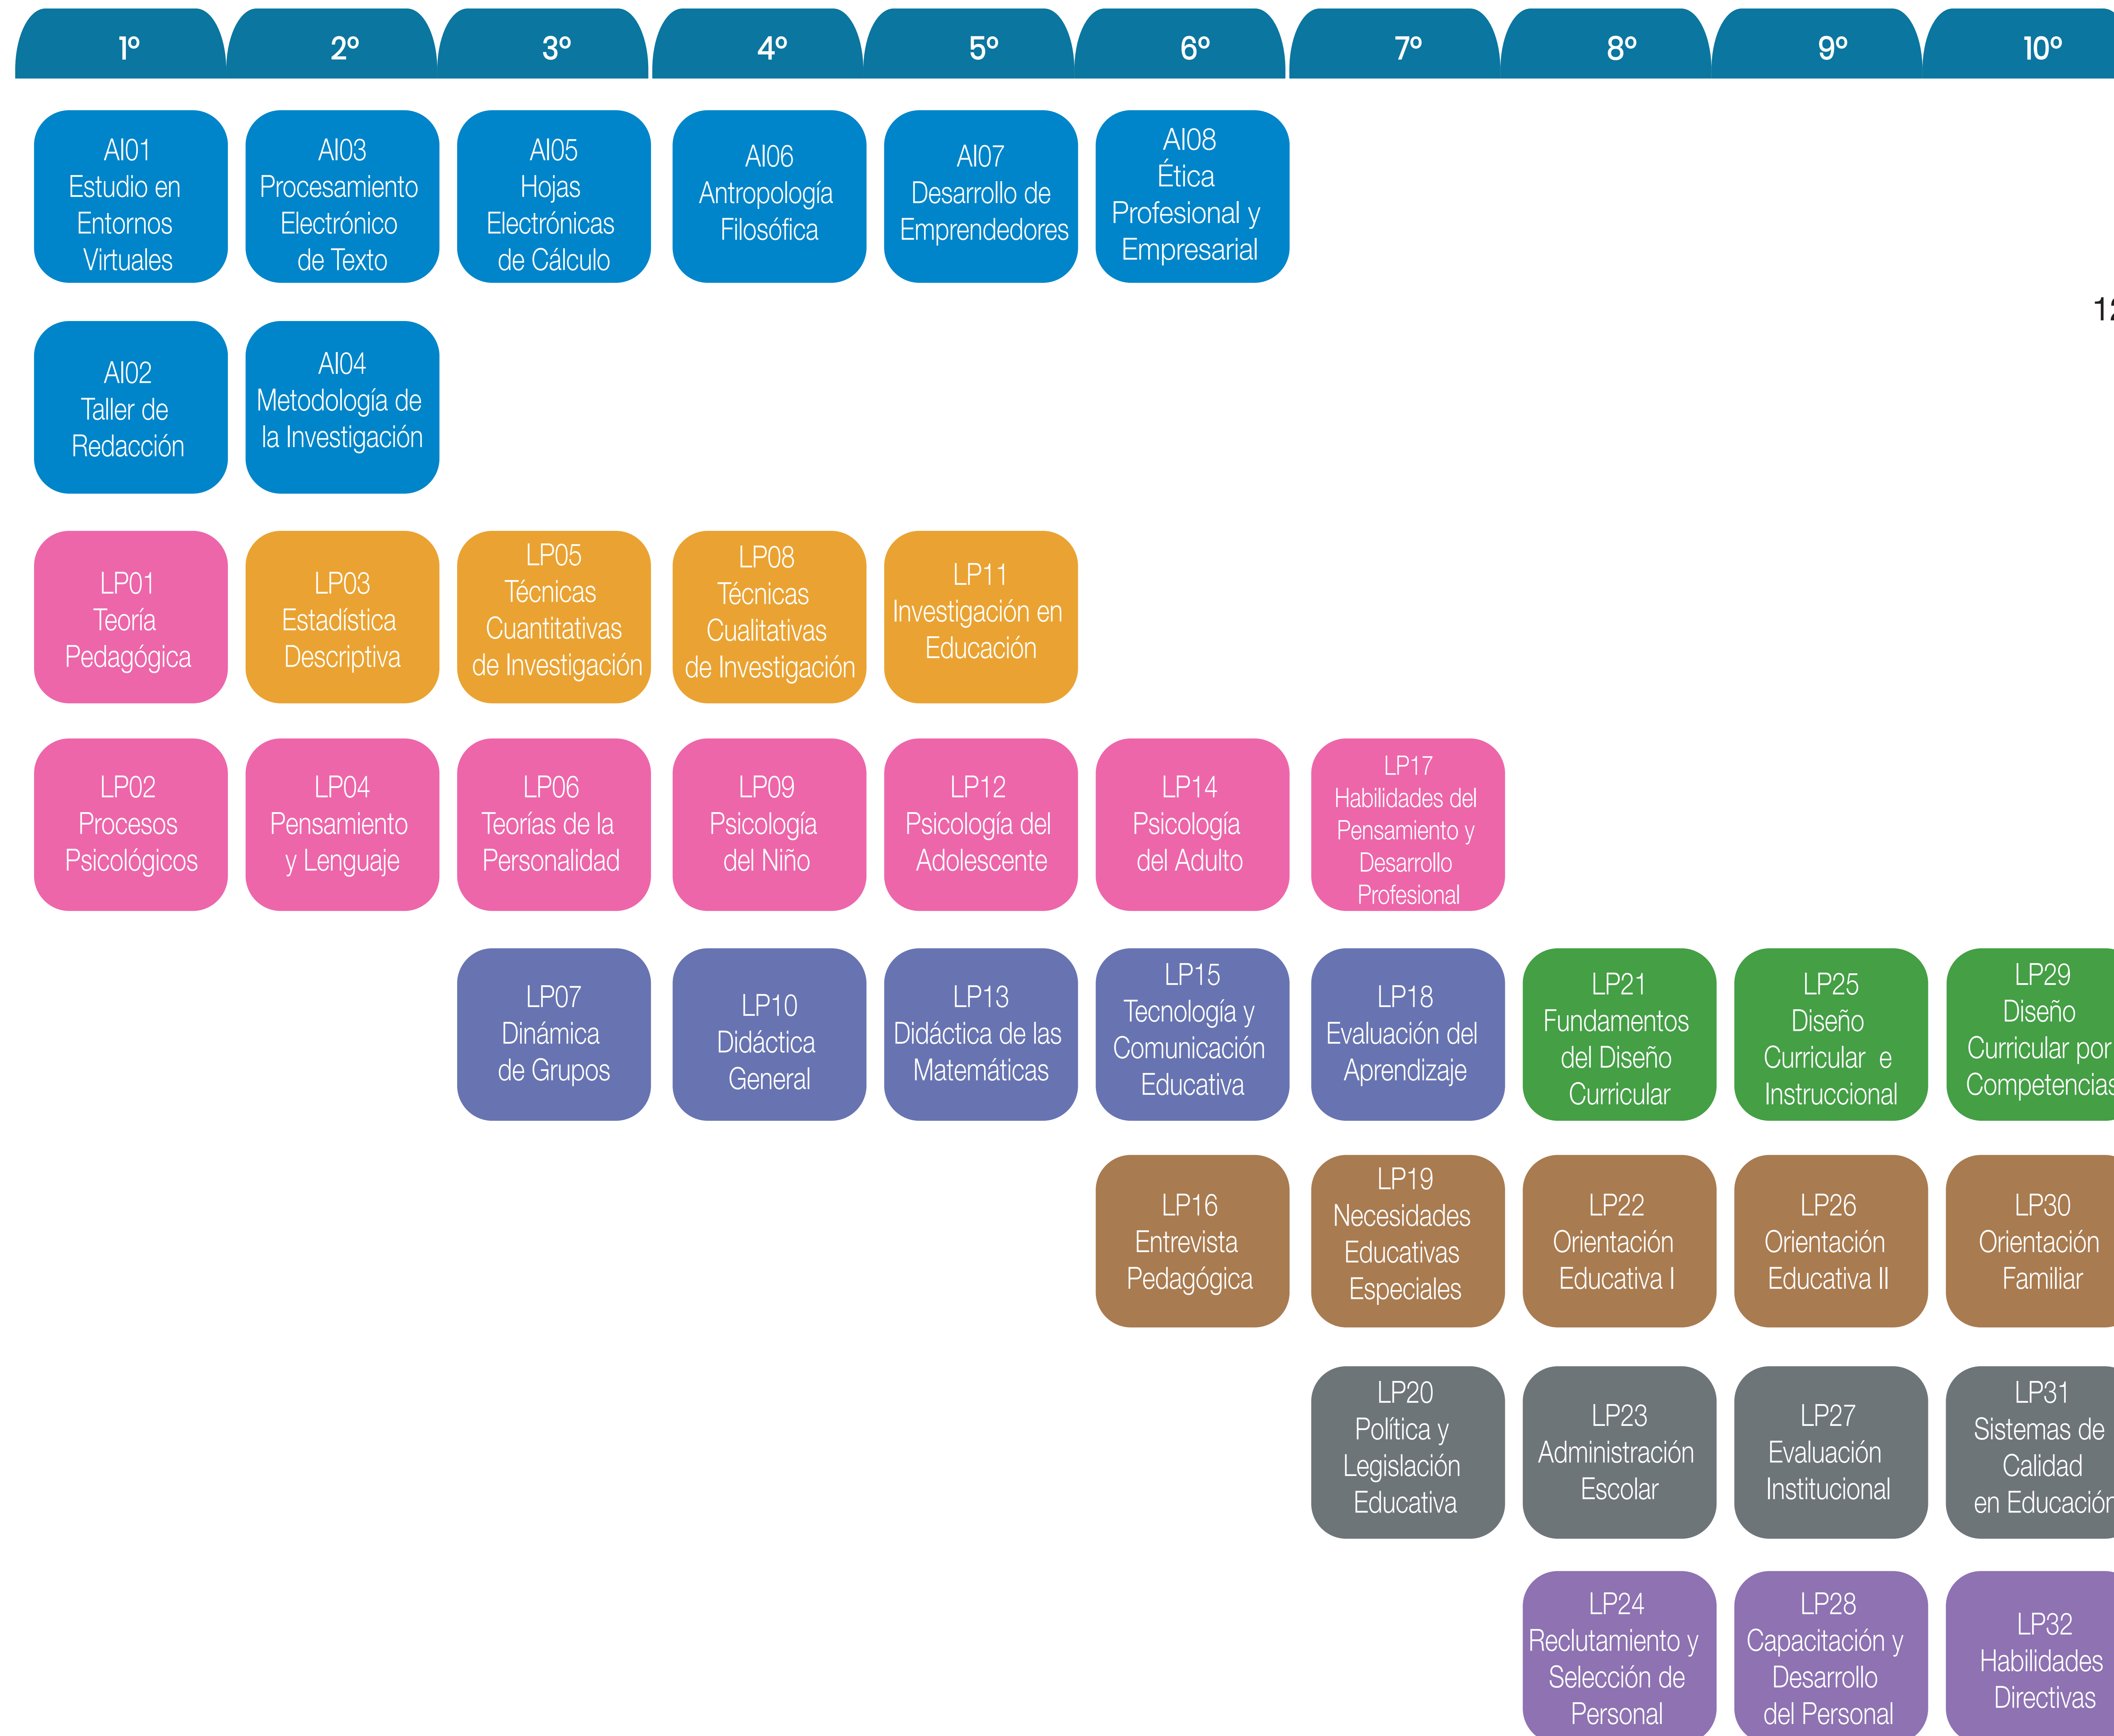 1º
2º
3º
4º
5º
6º
7º
8º
9º
10º
AI01
Estudio en
Entornos
Virtuales
AI03
Procesamiento
Electrónico
de Texto
AI05
Hojas
Electrónicas
de Cálculo
AI06
Antropología
Filosófica
AI07
Desarrollo de
Emprendedores
AI08
Ética
Profesional y
Empresarial
12
AI02
Taller de
Redacción
AI04
Metodología de
la Investigación
LP01
Teoría
Pedagógica
LP03
Estadística
Descriptiva
LP05
Técnicas
Cuantitativas
de Investigación
LP08
Técnicas
Cualitativas
de Investigación
LP11
Investigación en
Educación
LP02
Procesos
Psicológicos
LP04
Pensamiento
y Lenguaje
LP06
Teorías de la
Personalidad
LP09
Psicología
del Niño
LP12
Psicología del
Adolescente
LP14
Psicología
del Adulto
LP17
Habilidades del
Pensamiento y
Desarrollo
Profesional
LP07
Dinámica
de Grupos
LP10
Didáctica
General
LP13
Didáctica de las
Matemáticas
LP15
Tecnología y
Comunicación
Educativa
LP18
Evaluación del
Aprendizaje
LP21
Fundamentos
del Diseño
Curricular
LP25
Diseño
Curricular e
Instruccional
LP29
Diseño
Curricular por
Competencias
LP16
Entrevista
Pedagógica
LP19
Necesidades
Educativas
Especiales
LP22
Orientación
Educativa I
LP26
Orientación
Educativa II
LP30
Orientación
Familiar
LP20
Política y
Legislación
Educativa
LP23
Administración
Escolar
LP27
Evaluación
Institucional
LP31
Sistemas de
Calidad
en Educación
LP24
Reclutamiento y
Selección de
Personal
LP28
Capacitación y
Desarrollo
del Personal
LP32
Habilidades
Directivas